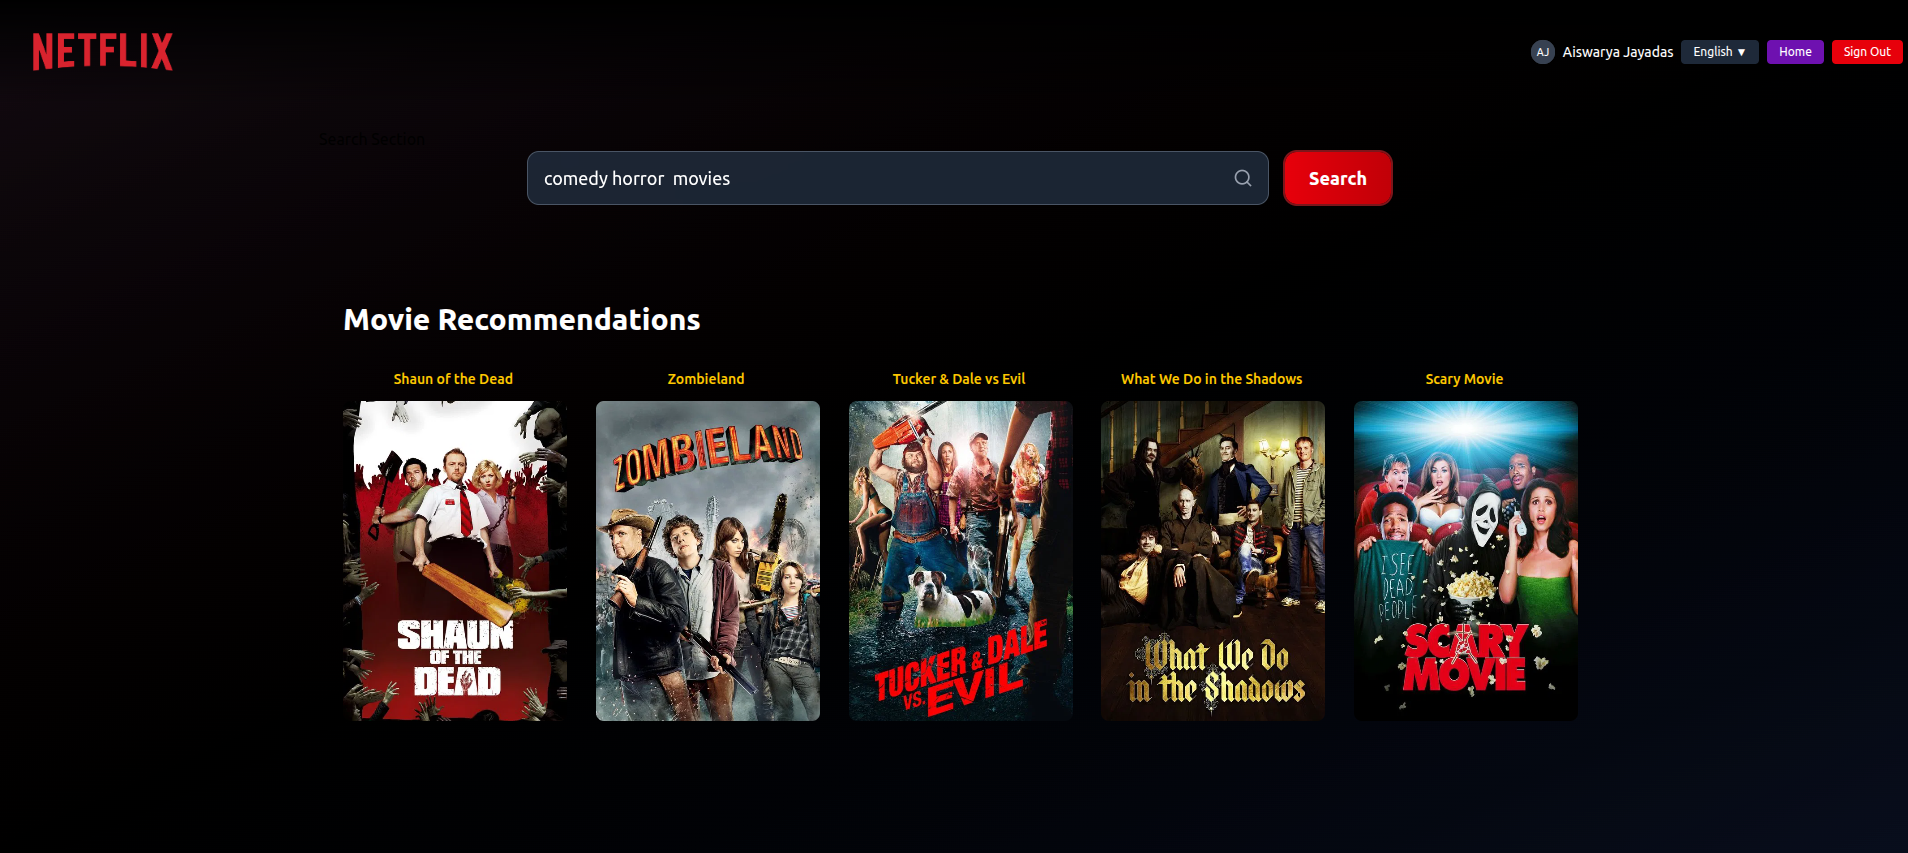 NETFLIX
AJ Aiswarya Jayadas English ▼ Home Sign Out
Search Section
comedy horror  movies
Search
Movie Recommendations
Shaun of the Dead
Zombieland
Tucker & Dale vs Evil
What We Do in the Shadows
Scary Movie
SHAUN
OF THE
DEAD
ZOMBIELAND
TUCKER & DALE
VS. EVIL
What We Do
in the Shadows
I SEE
DEAD
PEOPLE
SCARY
MOVIE